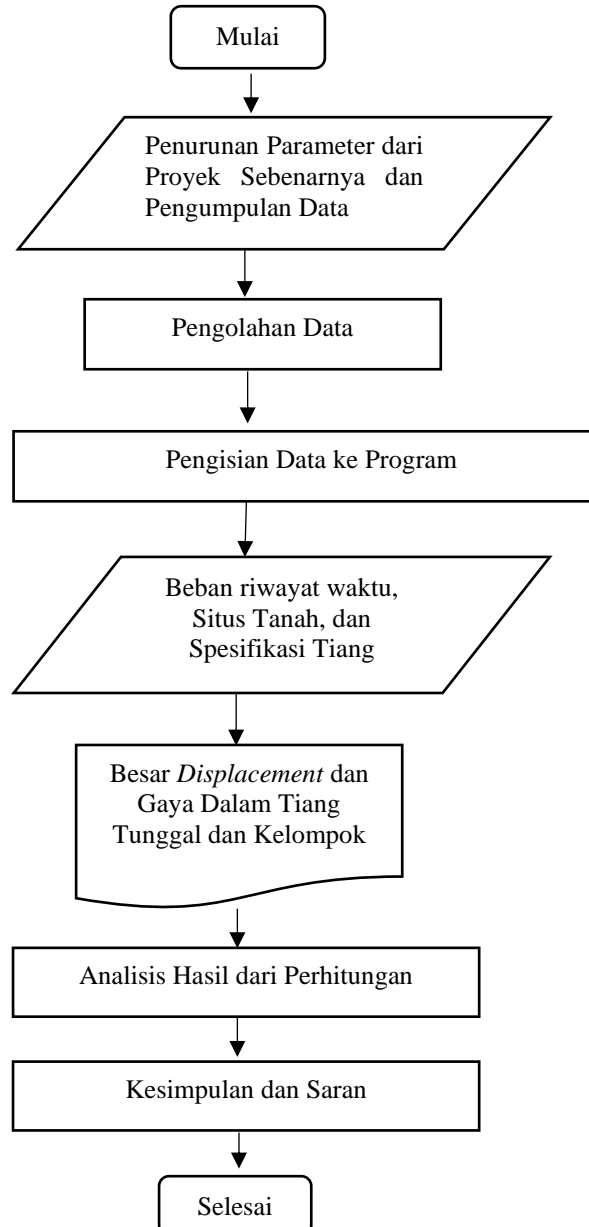 Mulai
Penurunan Parameter dari
Proyek Sebenarnya dan
Pengumpulan Data
Pengolahan Data
Pengisian Data ke Program
Beban riwayat waktu,
Situs Tanah, dan
Spesifikasi Tiang
Besar Displacement dan
Gaya Dalam Tiang
Tunggal dan Kelompok
Analisis Hasil dari Perhitungan
Kesimpulan dan Saran
Selesai